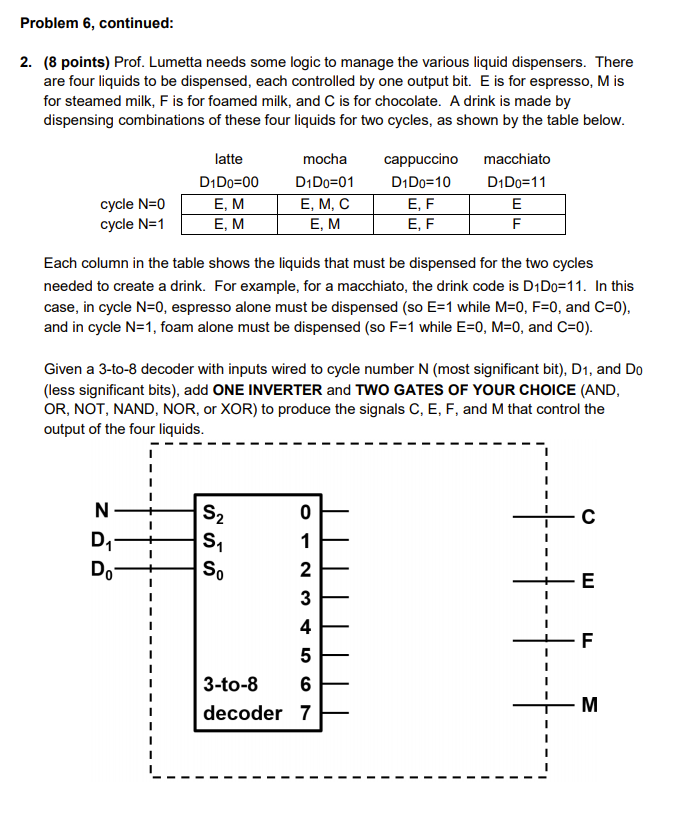 Problem 6, continued:
2. (8 points) Prof. Lumetta needs some logic to manage the various liquid dispensers. There
are four liquids to be dispensed, each controlled by one output bit. E is for espresso, M is
for steamed milk, F is for foamed milk, and C is for chocolate. A drink is made by
dispensing combinations of these four liquids for two cycles, as shown by the table below.
latte mocha cappuccino macchiato
D1D0=00 D1D0=01 D1D0=10 D1D0=11
cycle N=0 E, M E, M, C E, F E
cycle N=1 E, M E, M E, F F
Each column in the table shows the liquids that must be dispensed for the two cycles
needed to create a drink. For example, for a macchiato, the drink code is D1D0=11. In this
case, in cycle N=0, espresso alone must be dispensed (so E=1 while M=0, F=0, and C=0),
and in cycle N=1, foam alone must be dispensed (so F=1 while E=0, M=0, and C=0).
Given a 3-to-8 decoder with inputs wired to cycle number N (most significant bit), D1, and D0
(less significant bits), add ONE INVERTER and TWO GATES OF YOUR CHOICE (AND,
OR, NOT, NAND, NOR, or XOR) to produce the signals C, E, F, and M that control the
output of the four liquids.
N S2 0 C
D1 S1 1
D0 S0 2 E
3
4 F
5
3-to-8 6 M
decoder 7